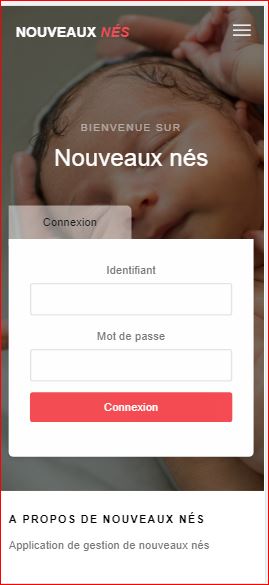 NOUVEAUX NÉS
BIENVENUE SUR
Nouveaux nés
Connexion
Identifiant
Mot de passe
Connexion
A PROPOS DE NOUVEAUX NÉS
Application de gestion de nouveaux nés